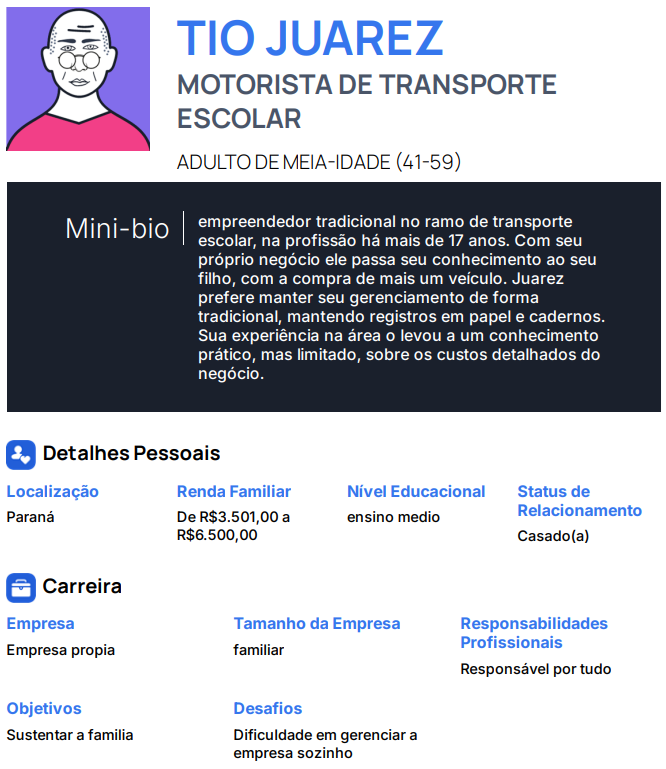 TIO JUAREZ
MOTORISTA DE TRANSPORTE
ESCOLAR
ADULTO DE MEIA-IDADE (41-59)
Mini-bio
empreendedor tradicional no ramo de transporte
escolar, na profissão há mais de 17 anos. Com seu
próprio negócio ele passa seu conhecimento ao seu
filho, com a compra de mais um veículo. Juarez
prefere manter seu gerenciamento de forma
tradicional, mantendo registros em papel e cadernos.
Sua experiência na área o levou a um conhecimento
prático, mas limitado, sobre os custos detalhados do
negócio.
Detalhes Pessoais
Localização
Paraná
Renda Familiar
De R$3.501,00 a
R$6.500,00
Nível Educacional
ensino medio
Status de
Relacionamento
Casado(a)
Carreira
Empresa
Empresa propia
Tamanho da Empresa
familiar
Responsabilidades
Profissionais
Responsável por tudo
Objetivos
Sustentar a familia
Desafios
Dificuldade em gerenciar a
empresa sozinho